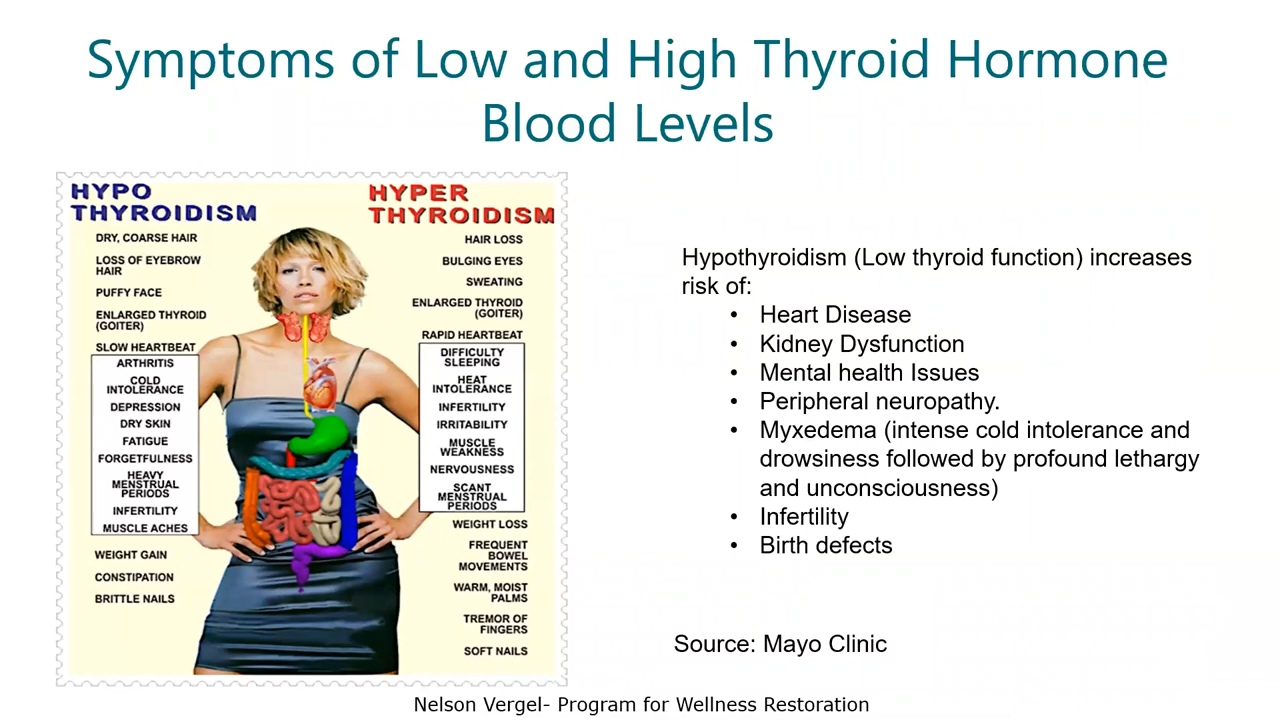 Symptoms of Low and High Thyroid Hormone
Blood Levels
HYPO
THYROIDISM
DRY, COARSE HAIR
LOSS OF EYEBROW
HAIR
PUFFY FACE
ENLARGED THYROID
(GOITER)
SLOW HEARTBEAT
ARTHRITIS
COLD
INTOLERANCE
DEPRESSION
DRY SKIN
FATIGUE
FORGETFULNESS
HEAVY
MENSTRUAL
PERIODS
INFERTILITY
MUSCLE ACHES
WEIGHT GAIN
CONSTIPATION
BRITTLE NAILS
HYPER
THYROIDISM
HAIR LOSS
BULGING EYES
SWEATING
ENLARGED THYROID
(GOITER)
RAPID HEARTBEAT
DIFFICULTY
SLEEPING
HEAT
INTOLERANCE
INFERTILITY
IRRITABILITY
MUSCLE
WEAKNESS
NERVOUSNESS
SCANT
MENSTRUAL
PERIODS
WEIGHT LOSS
FREQUENT
BOWEL
MOVEMENTS
WARM, MOIST
PALMS
TREMOR OF
FINGERS
SOFT NAILS
Hypothyroidism (Low thyroid function) increases
risk of:
• Heart Disease
• Kidney Dysfunction
• Mental health Issues
• Peripheral neuropathy.
• Myxedema (intense cold intolerance and
drowsiness followed by profound lethargy
and unconsciousness)
• Infertility
• Birth defects
Source: Mayo Clinic
Nelson Vergel- Program for Wellness Restoration